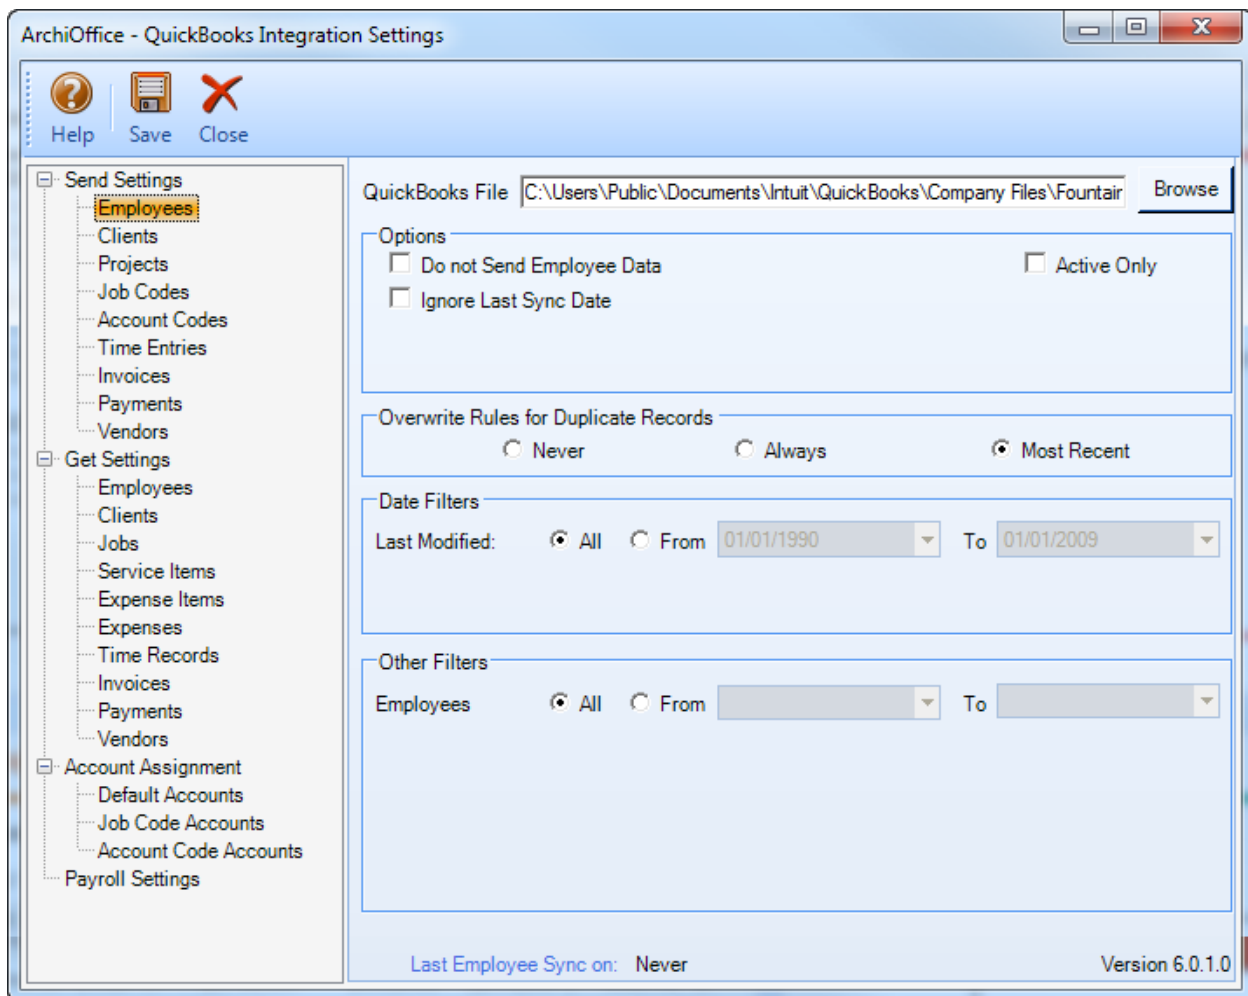 ArchiOffice - QuickBooks Integration Settings
Help Save Close
Send Settings
Employees
Clients
Projects
Job Codes
Account Codes
Time Entries
Invoices
Payments
Vendors
Get Settings
Employees
Clients
Jobs
Service Items
Expense Items
Expenses
Time Records
Invoices
Payments
Vendors
Account Assignment
Default Accounts
Job Code Accounts
Account Code Accounts
Payroll Settings
QuickBooks File C:\Users\Public\Documents\Intuit\QuickBooks\Company Files\Fountair Browse
Options
Do not Send Employee Data Active Only
Ignore Last Sync Date
Overwrite Rules for Duplicate Records
Never Always Most Recent
Date Filters
Last Modified: All From 01/01/1990 To 01/01/2009
Other Filters
Employees All From To
Last Employee Sync on: Never Version 6.0.1.0